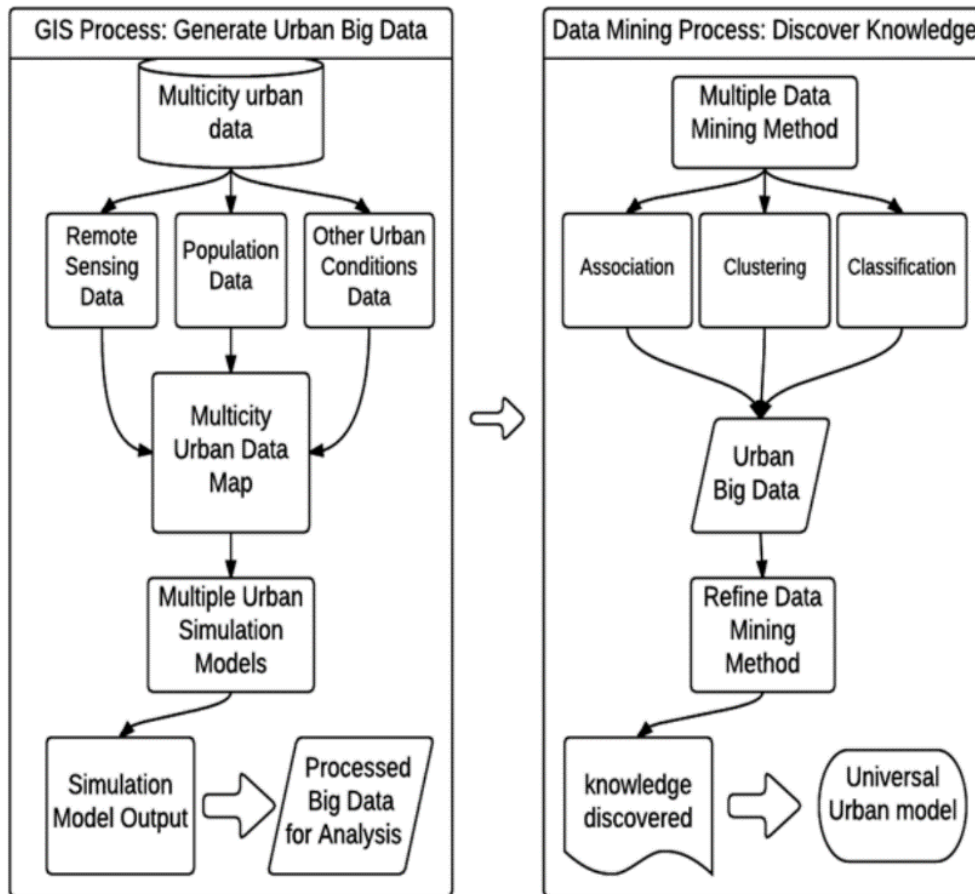 GIS Process: Generate Urban Big Data
Multicity urban
data
Remote
Sensing
Data
Population
Data
Other Urban
Conditions
Data
Multicity
Urban Data
Map
Multiple Urban
Simulation
Models
Simulation
Model Output
Processed
Big Data
for Analysis
Data Mining Process: Discover Knowledge
Multiple Data
Mining Method
Association
Clustering
Classification
Urban
Big Data
Refine Data
Mining
Method
knowledge
discovered
Universal
Urban model